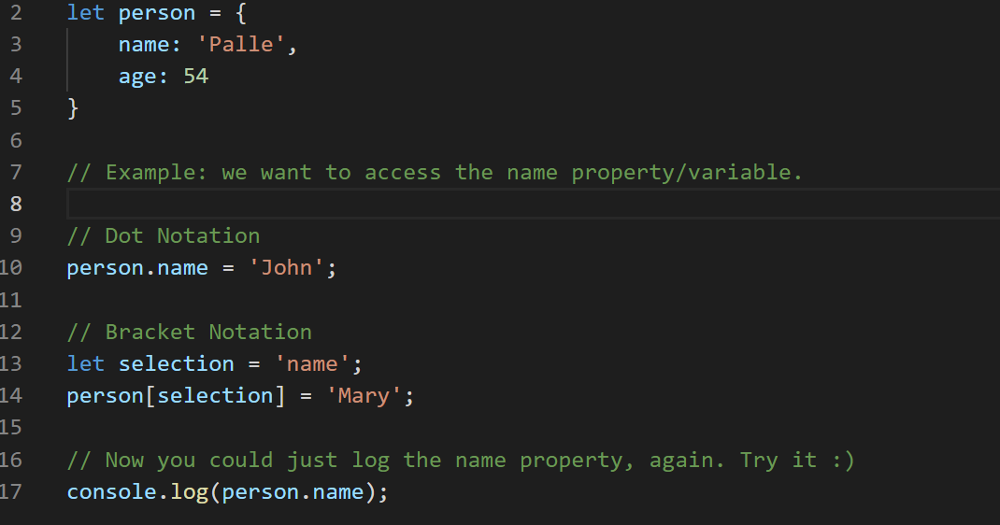 2 let person = {
3 name: 'Palle',
4 age: 54
5 }
6
7 // Example: we want to access the name property/variable.
8
9 // Dot Notation
10 person.name = 'John';
11
12 // Bracket Notation
13 let selection = 'name';
14 person[selection] = 'Mary';
15
16 // Now you could just log the name property, again. Try it :)
17 console.log(person.name);